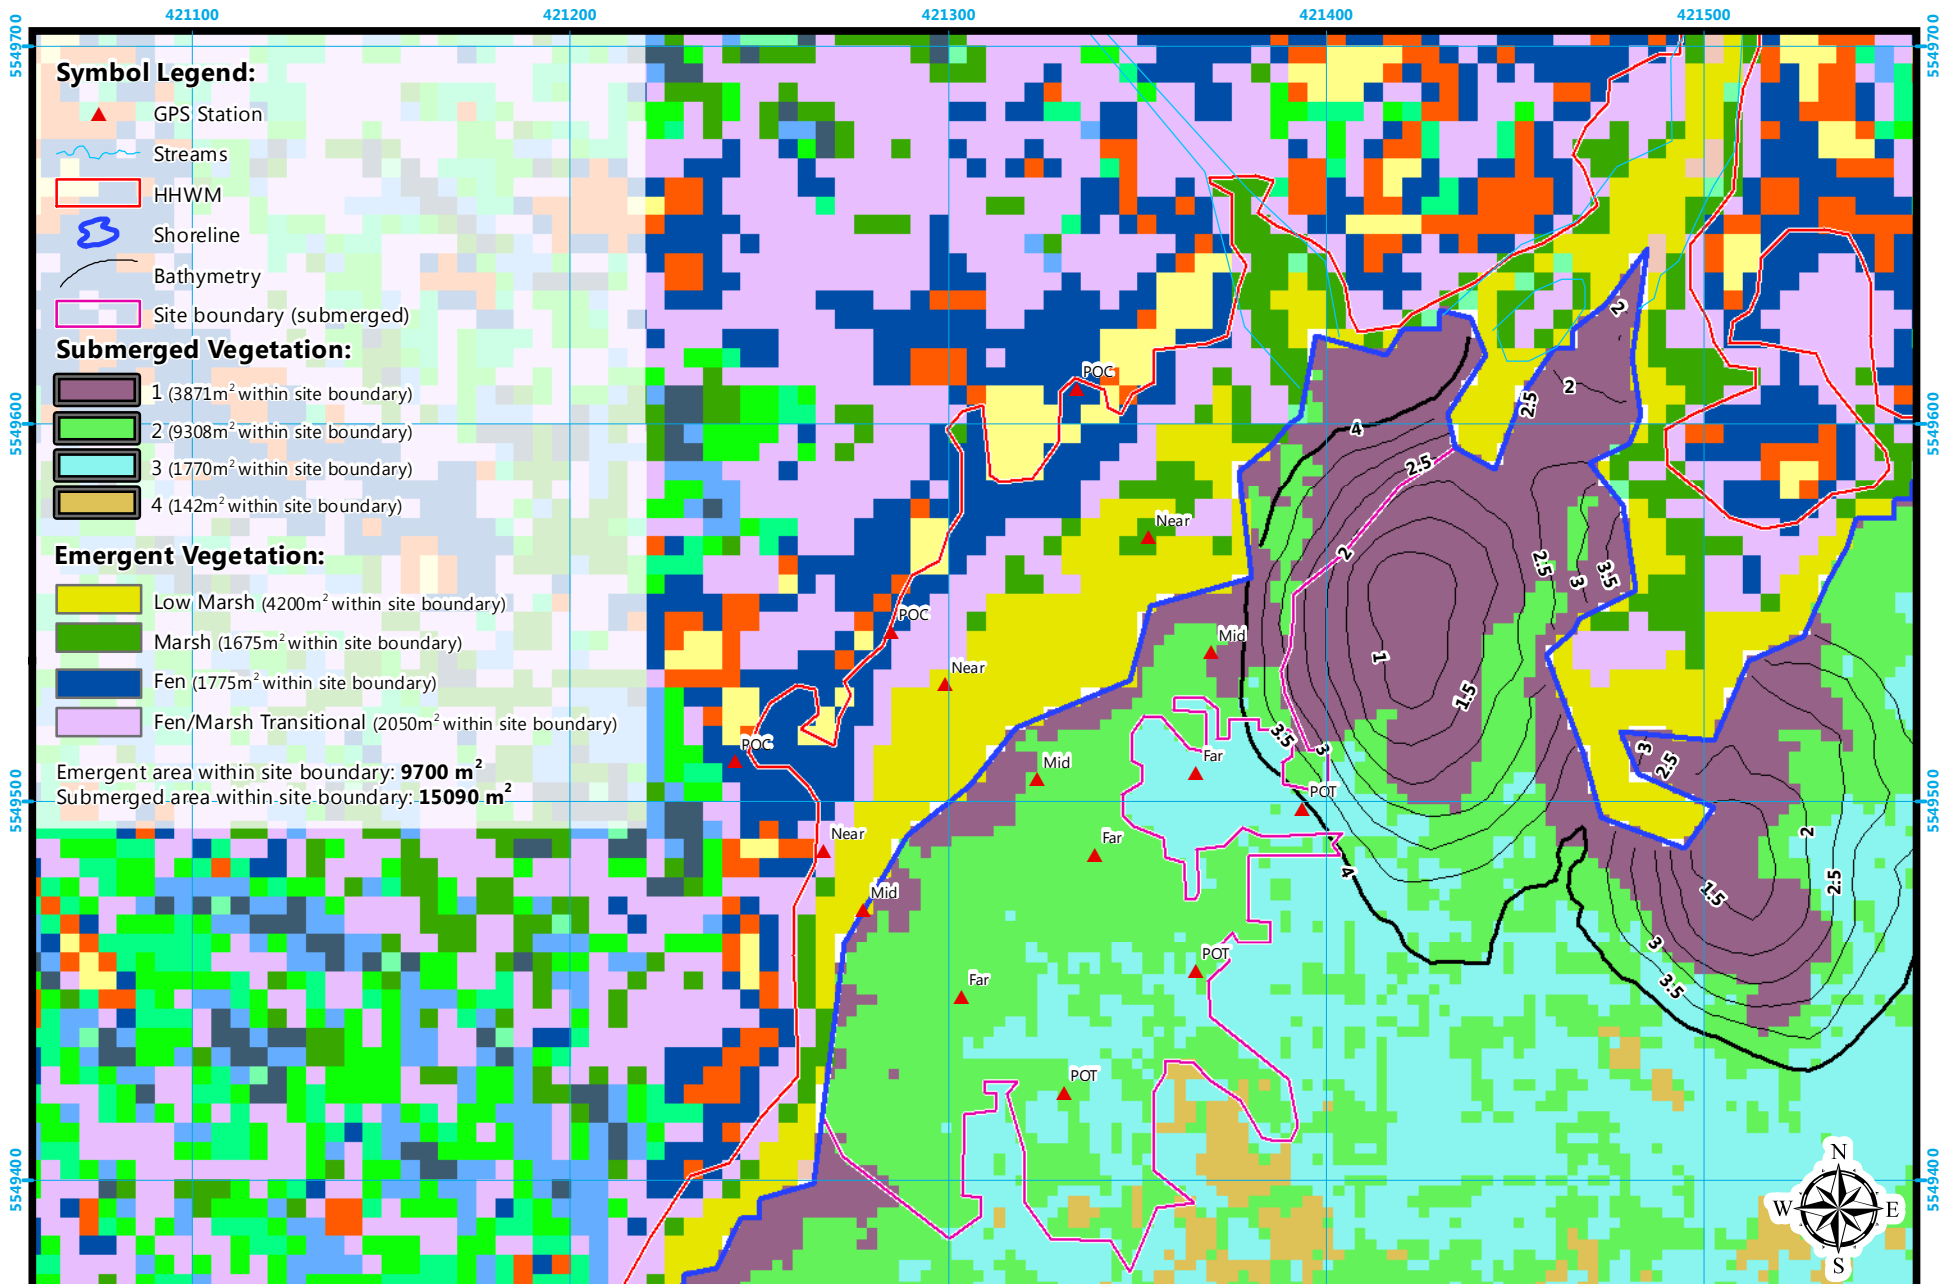 421100 421200 421300 421400 421500
5549700 5549700
Symbol Legend:
GPS Station
Streams
HHWM
Shoreline
Bathymetry
Site boundary (submerged)
Submerged Vegetation:
1 (3871m² within site boundary)
2 (9308m² within site boundary)
3 (1770m² within site boundary)
4 (142m² within site boundary)
Emergent Vegetation:
Low Marsh (4200m² within site boundary)
Marsh (1675m² within site boundary)
Fen (1775m² within site boundary)
Fen/Marsh Transitional (2050m² within site boundary)
Emergent area within site boundary: 9700 m²
Submerged area within site boundary: 15090 m²
2
POC
2
2.5
5549600 5549600
4
2.5
Near
2
2.5
3
3.5
POC
Mid
1
Near
1.5
3.5
3
POC
3
2.5
Far
Mid
POT
5549500 5549500
Near
Far
2
4
2.5
Mid
1.5
3
POT
3.5
Far
POT
N
5549400 5549400
W E
S